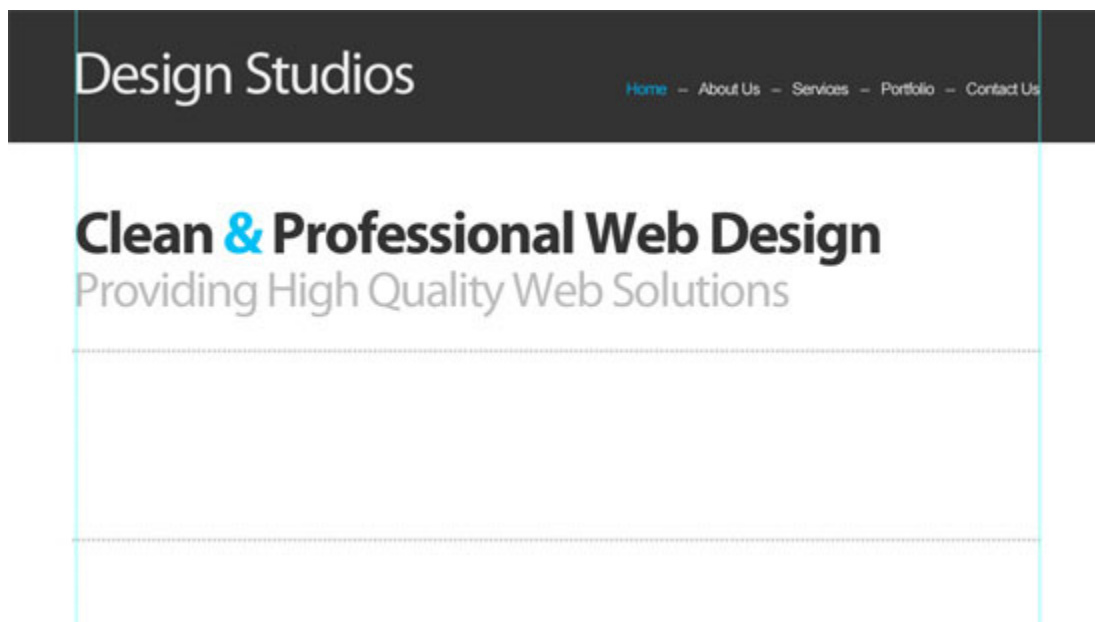 Design Studios
Home – About Us – Services – Portfolio – Contact Us
Clean & Professional Web Design
Providing High Quality Web Solutions